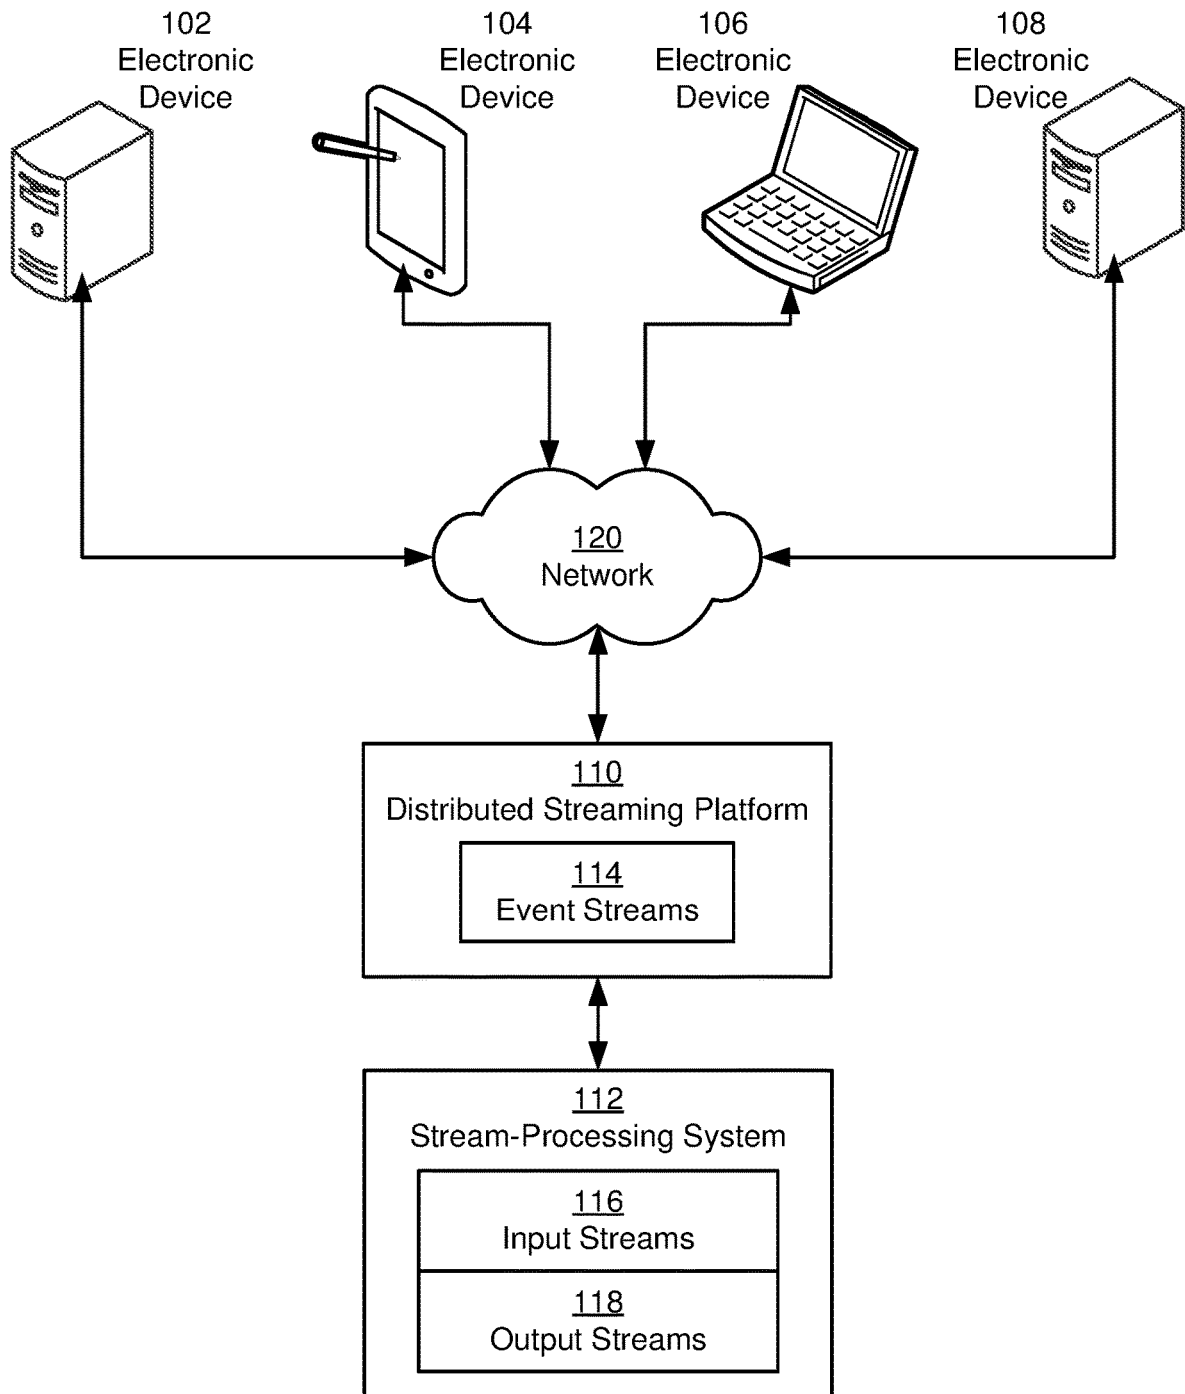 102
Electronic
Device
104
Electronic
Device
106
Electronic
Device
108
Electronic
Device
120
Network
110
Distributed Streaming Platform
114
Event Streams
112
Stream-Processing System
116
Input Streams
118
Output Streams